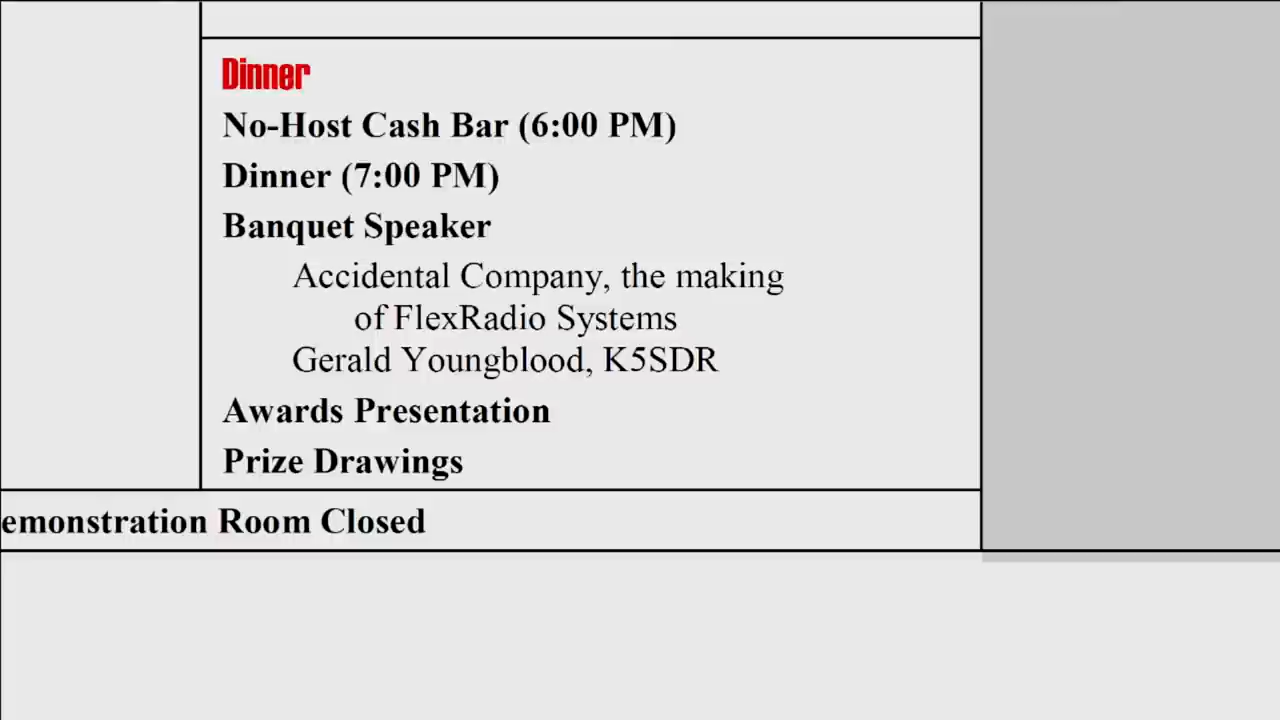 Dinner
No-Host Cash Bar (6:00 PM)
Dinner (7:00 PM)
Banquet Speaker
Accidental Company, the making
of FlexRadio Systems
Gerald Youngblood, K5SDR
Awards Presentation
Prize Drawings
emonstration Room Closed